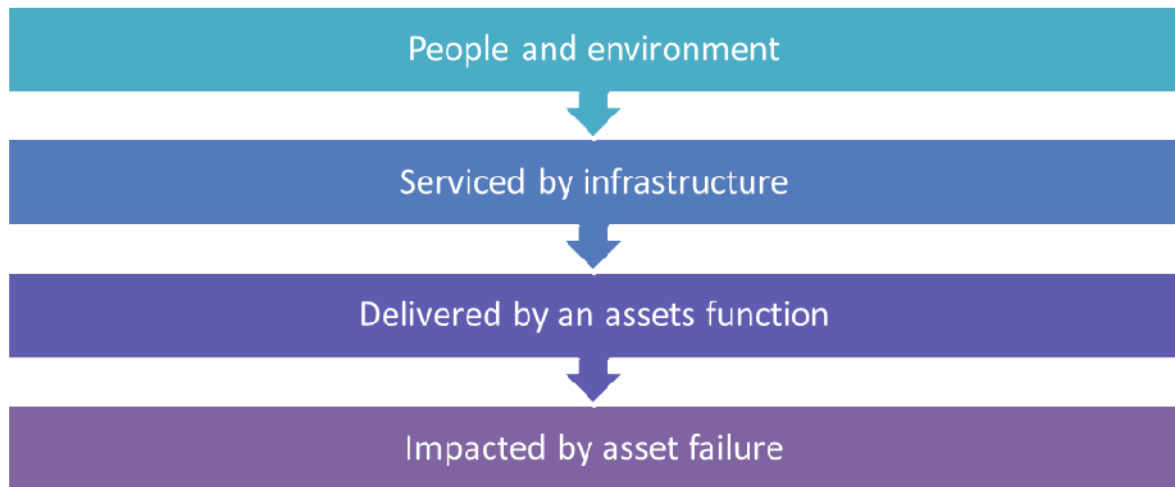 People and environment
Serviced by infrastructure
Delivered by an assets function
Impacted by asset failure